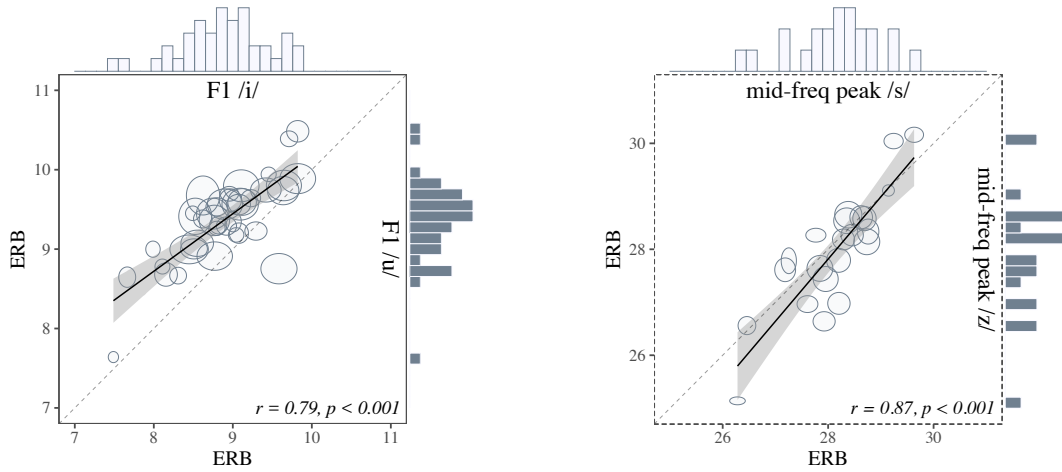 F1 /i/
11
10
9
8
7
ERB
F1 /u/
r = 0.79, p < 0.001
7 8 9 10 11
ERB
mid-freq peak /s/
30
28
26
ERB
mid-freq peak /z/
r = 0.87, p < 0.001
26 28 30
ERB